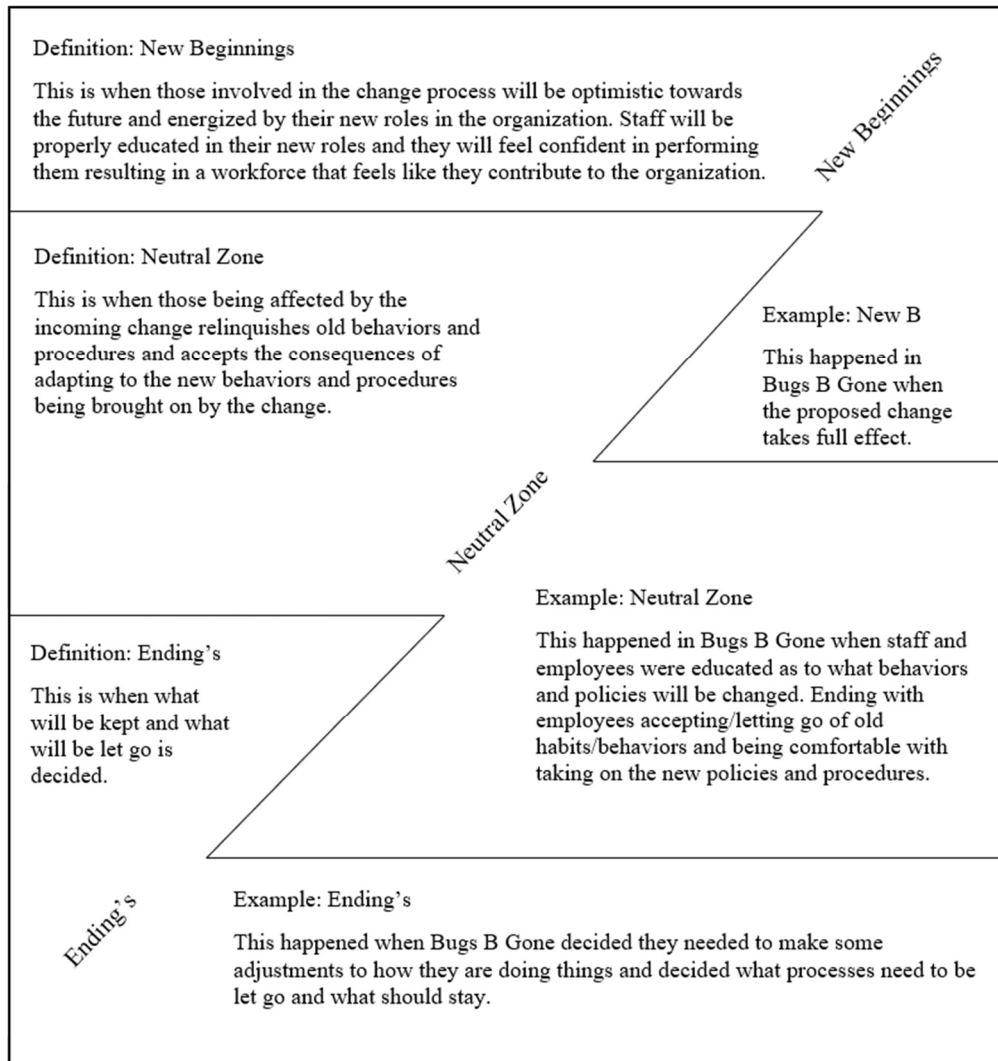 Definition: New Beginnings
This is when those involved in the change process will be optimistic towards
the future and energized by their new roles in the organization. Staff will be
properly educated in their new roles and they will feel confident in performing
them resulting in a workforce that feels like they contribute to the organization.
New Beginnings
Definition: Neutral Zone
This is when those being affected by the
incoming change relinquishes old behaviors and
procedures and accepts the consequences of
adapting to the new behaviors and procedures
being brought on by the change.
Example: New B
This happened in
Bugs B Gone when
the proposed change
takes full effect.
Neutral Zone
Example: Neutral Zone
This happened in Bugs B Gone when staff and
employees were educated as to what behaviors
and policies will be changed. Ending with
employees accepting/letting go of old
habits/behaviors and being comfortable with
taking on the new policies and procedures.
Definition: Ending’s
This is when what
will be kept and what
will be let go is
decided.
Ending’s
Example: Ending’s
This happened when Bugs B Gone decided they needed to make some
adjustments to how they are doing things and decided what processes need to be
let go and what should stay.